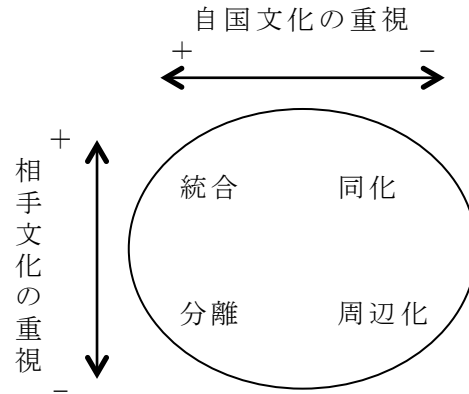 自国文化の重視
＋ －
＋
相手文化の重視
－
統合 同化
分離 周辺化